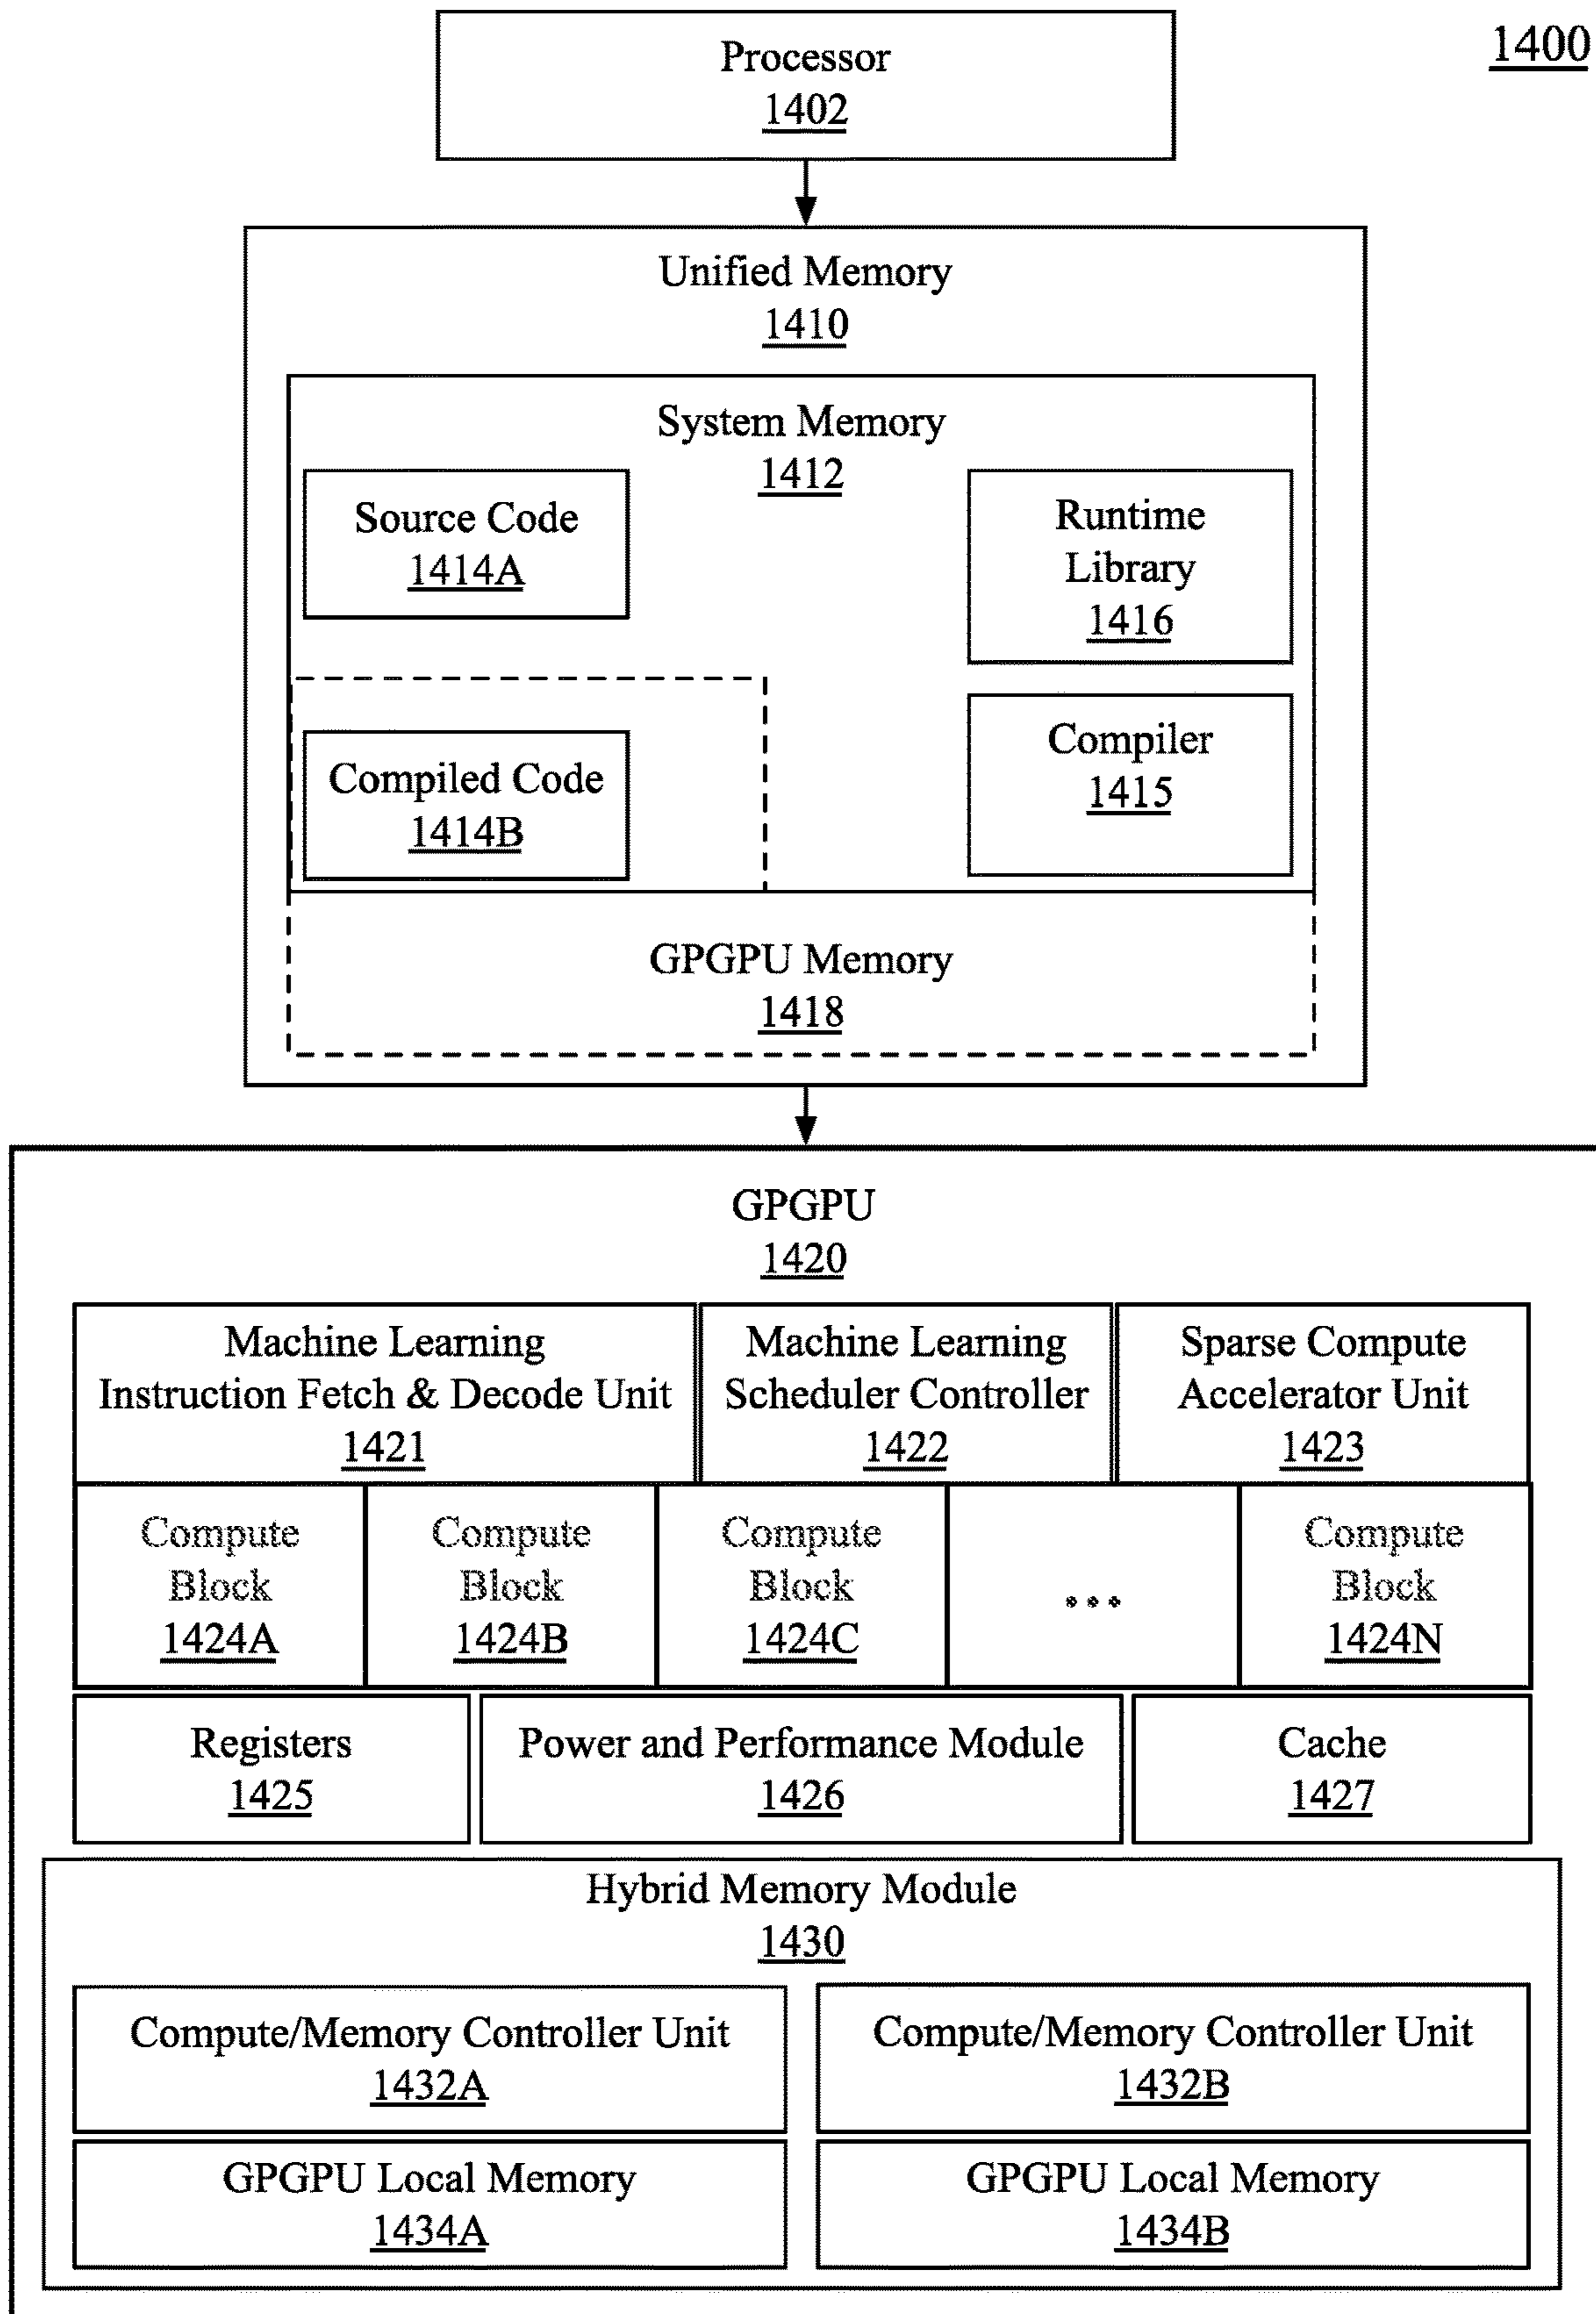 1400
Processor
1402
Unified Memory
1410
System Memory
1412
Source Code
1414A
Runtime
Library
1416
Compiled Code
1414B
Compiler
1415
GPGPU Memory
1418
GPGPU
1420
Machine Learning
Instruction Fetch & Decode Unit
1421
Machine Learning
Scheduler Controller
1422
Sparse Compute
Accelerator Unit
1423
Compute
Block
1424A
Compute
Block
1424B
Compute
Block
1424C
...
Compute
Block
1424N
Registers
1425
Power and Performance Module
1426
Cache
1427
Hybrid Memory Module
1430
Compute/Memory Controller Unit
1432A
Compute/Memory Controller Unit
1432B
GPGPU Local Memory
1434A
GPGPU Local Memory
1434B